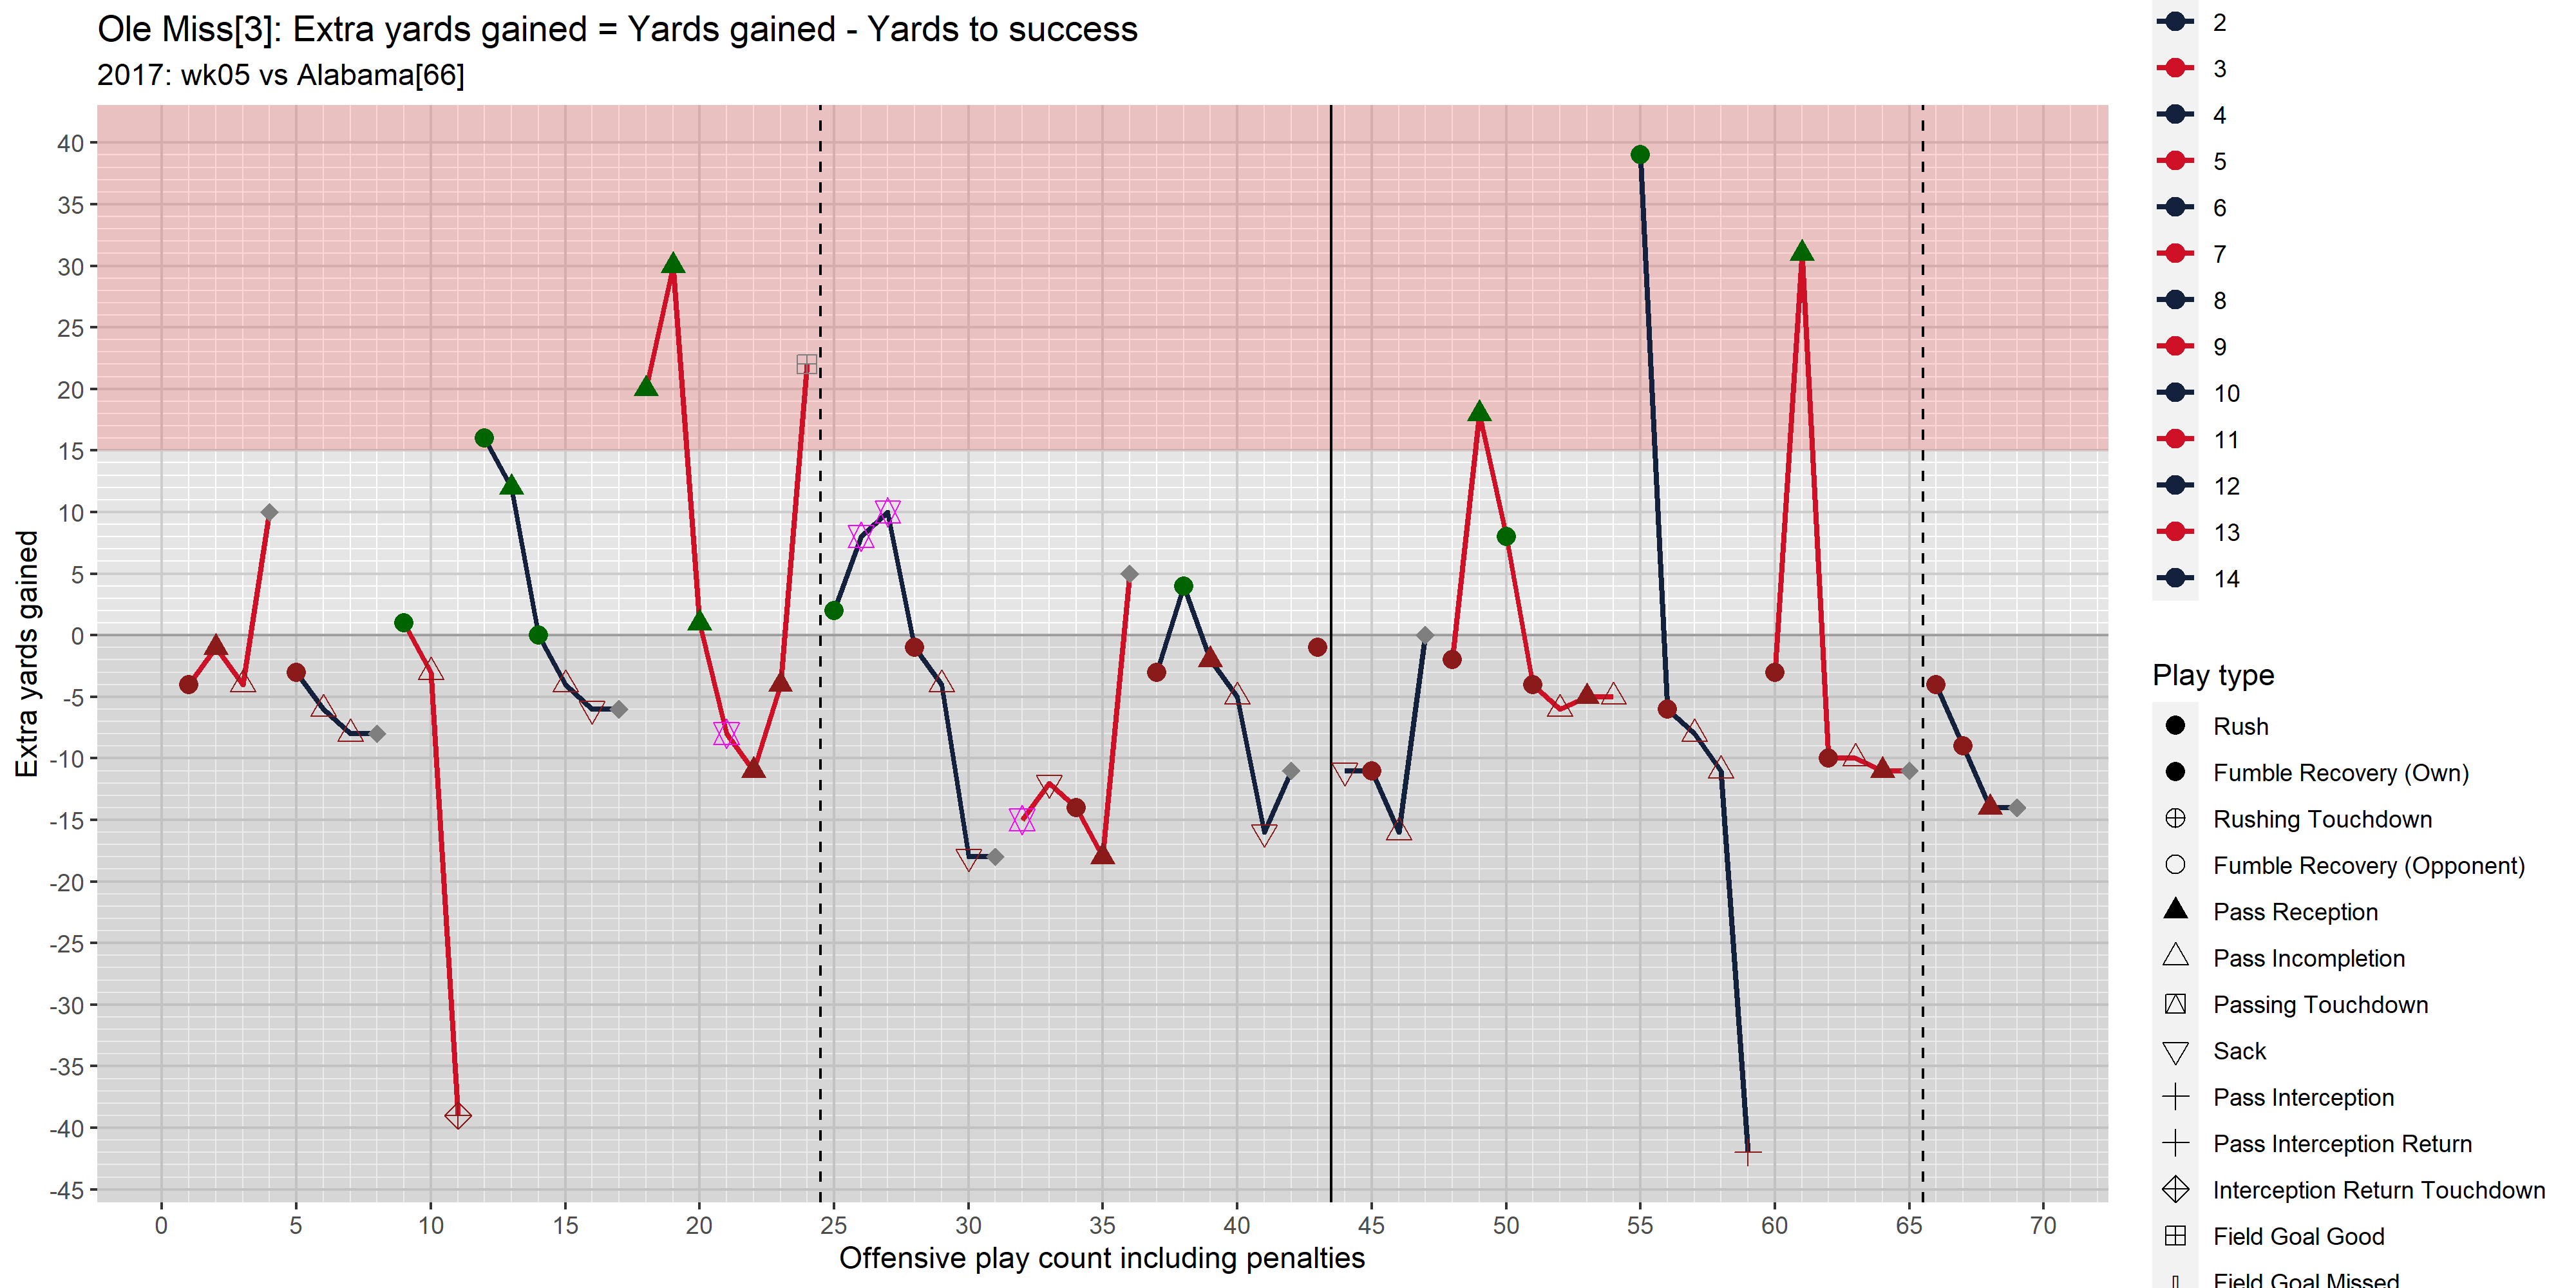 Ole Miss[3]: Extra yards gained = Yards gained - Yards to success
2017: wk05 vs Alabama[66]
Extra yards gained
40
35
30
25
20
15
10
5
0
-5
-10
-15
-20
-25
-30
-35
-40
-45
0 5 10 15 20 25 30 35 40 45 50 55 60 65 70
Offensive play count including penalties
2
3
4
5
6
7
8
9
10
11
12
13
14
Play type
Rush
Fumble Recovery (Own)
Rushing Touchdown
Fumble Recovery (Opponent)
Pass Reception
Pass Incompletion
Passing Touchdown
Sack
Pass Interception
Pass Interception Return
Interception Return Touchdown
Field Goal Good
Field Goal Missed